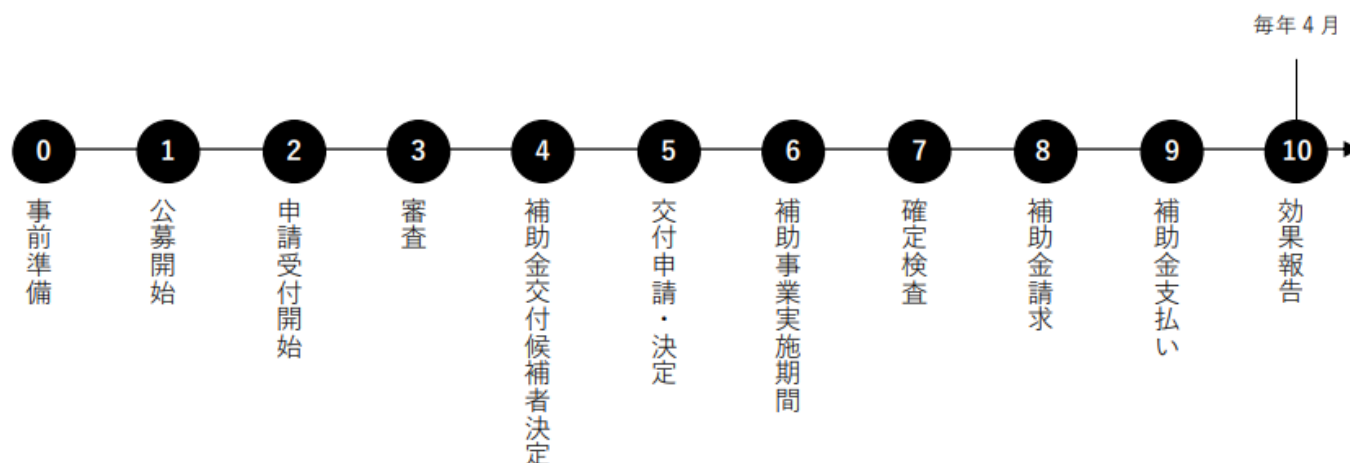 毎年 4 月
0
事前準備
1
公募開始
2
申請受付開始
3
審査
4
補助金交付候補者決定
5
交付申請・決定
6
補助事業実施期間
7
確定検査
8
補助金請求
9
補助金支払い
10
効果報告